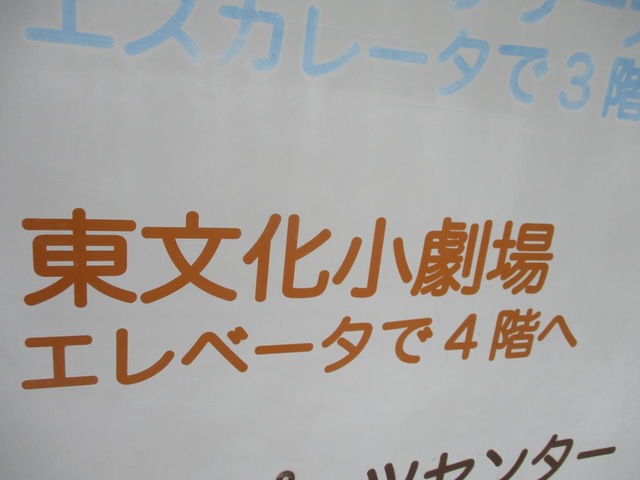 エスカレータで3階
東文化小劇場
エレベータで4階へ
ツセンター